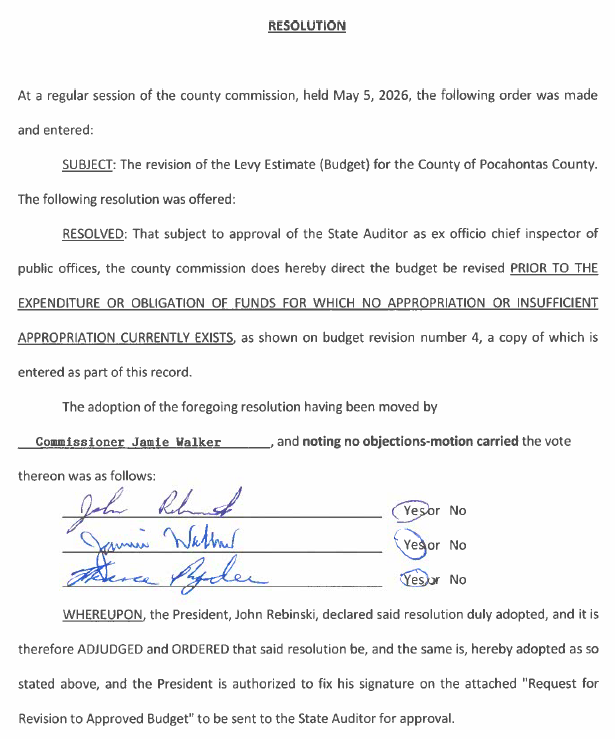 RESOLUTION
At a regular session of the county commission, held May 5, 2026, the following order was made
and entered:
SUBJECT: The revision of the Levy Estimate (Budget) for the County of Pocahontas County.
The following resolution was offered:
RESOLVED: That subject to approval of the State Auditor as ex officio chief inspector of
public offices, the county commission does hereby direct the budget be revised PRIOR TO THE
EXPENDITURE OR OBLIGATION OF FUNDS FOR WHICH NO APPROPRIATION OR INSUFFICIENT
APPROPRIATION CURRENTLY EXISTS, as shown on budget revision number 4, a copy of which is
entered as part of this record.
The adoption of the foregoing resolution having been moved by
Commissioner Jamie Walker, and noting no objections-motion carried the vote
thereon was as follows:
John Rebinski Yes or No
Jamie Walker Yes or No
Yes or No
WHEREUPON, the President, John Rebinski, declared said resolution duly adopted, and it is
therefore ADJUDGED and ORDERED that said resolution be, and the same is, hereby adopted as so
stated above, and the President is authorized to fix his signature on the attached "Request for
Revision to Approved Budget" to be sent to the State Auditor for approval.